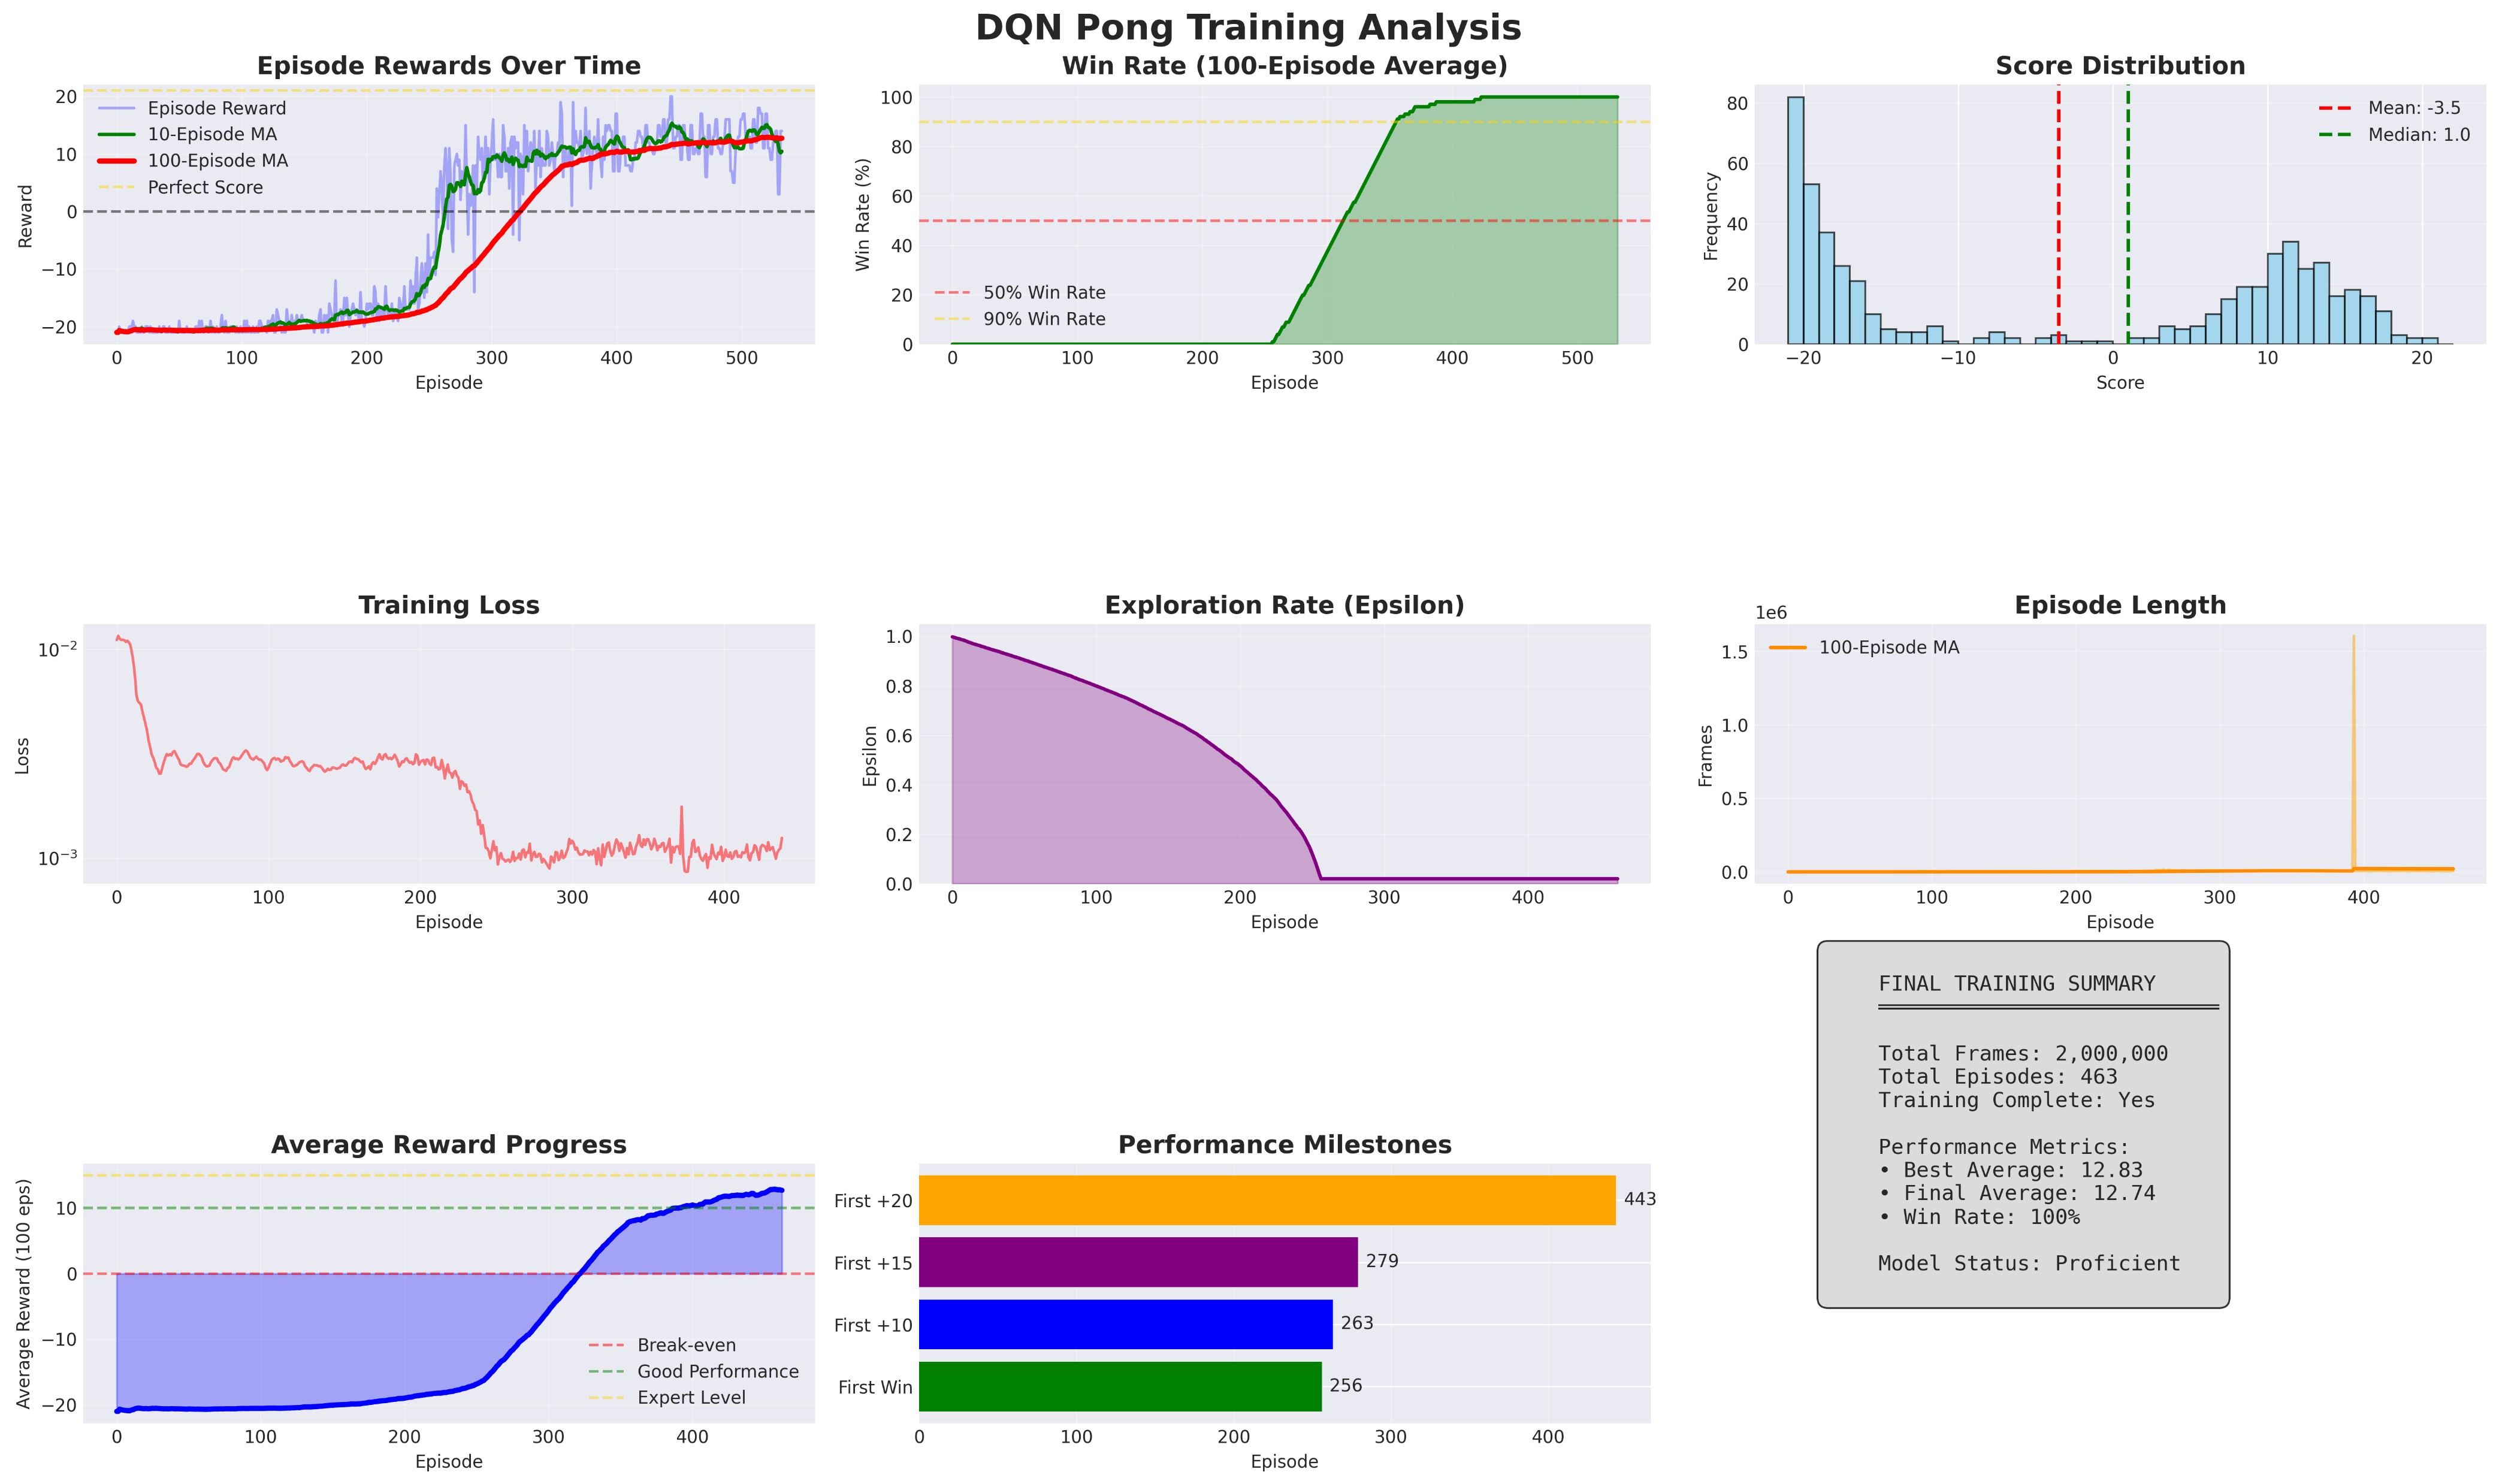 DQN Pong Training Analysis
Episode Rewards Over Time
Reward
20
10
0
−10
−20
Episode Reward
10-Episode MA
100-Episode MA
Perfect Score
0 100 200 300 400 500
Episode
Win Rate (100-Episode Average)
Win Rate (%)
100
80
60
40
20
0
50% Win Rate
90% Win Rate
0 100 200 300 400 500
Episode
Score Distribution
Frequency
80
60
40
20
0
Mean: -3.5
Median: 1.0
−20 −10 0 10 20
Score
Training Loss
Loss
10⁻²
10⁻³
0 100 200 300 400
Episode
Exploration Rate (Epsilon)
Epsilon
1.0
0.8
0.6
0.4
0.2
0.0
0 100 200 300 400
Episode
Episode Length
1e6
Frames
1.5
1.0
0.5
0.0
100-Episode MA
0 100 200 300 400
Episode
Average Reward Progress
Average Reward (100 eps)
10
0
−10
−20
Break-even
Good Performance
Expert Level
0 100 200 300 400
Episode
Performance Milestones
First +20 443
First +15 279
First +10 263
First Win 256
0 100 200 300 400
Episode
FINAL TRAINING SUMMARY
Total Frames: 2,000,000
Total Episodes: 463
Training Complete: Yes
Performance Metrics:
• Best Average: 12.83
• Final Average: 12.74
• Win Rate: 100%
Model Status: Proficient